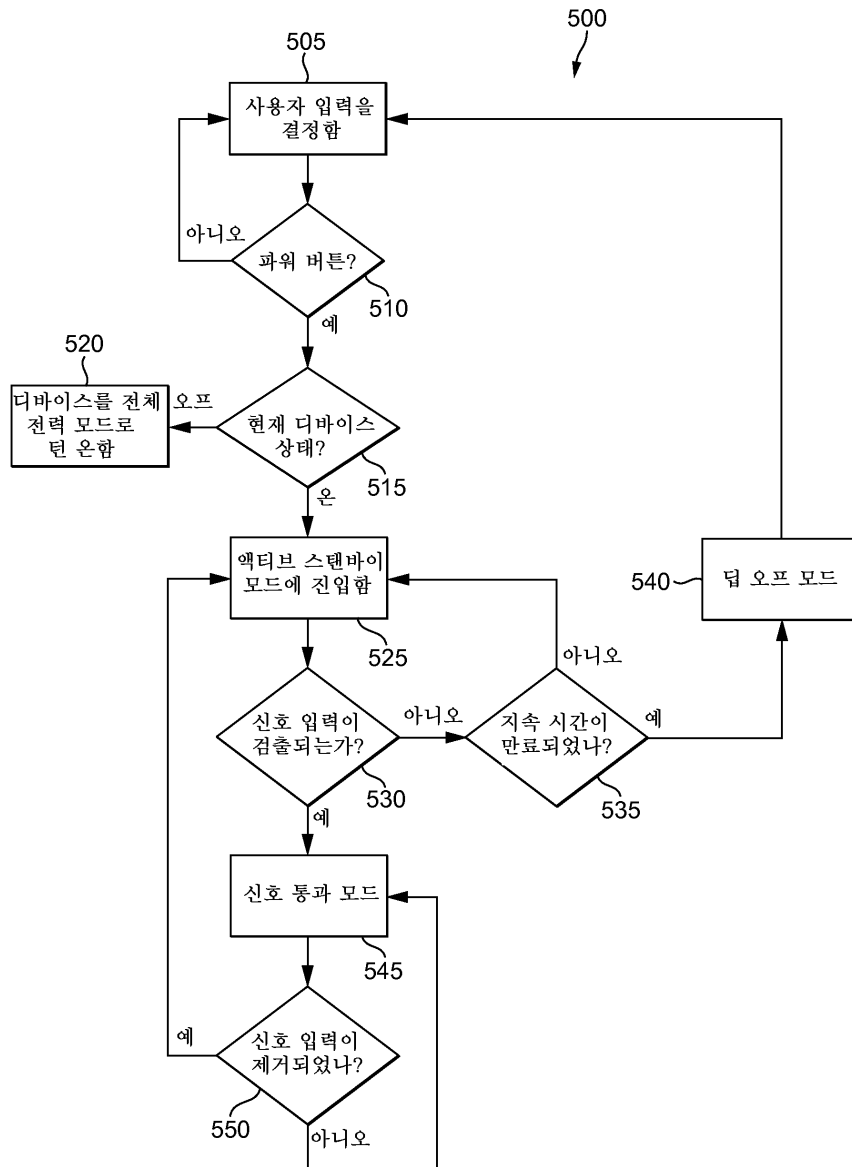 500
505
사용자 입력을
결정함
아니오
파워 버튼?
510
예
520
디바이스를 전체
전력 모드로
턴 온함
오프
현재 디바이스
상태?
515
온
액티브 스탠바이
모드에 진입함
525
540
딥 오프 모드
아니오
신호 입력이
검출되는가?
530
아니오
지속 시간이
만료되었나?
535
예
예
신호 통과 모드
545
예
신호 입력이
제거되었나?
550
아니오